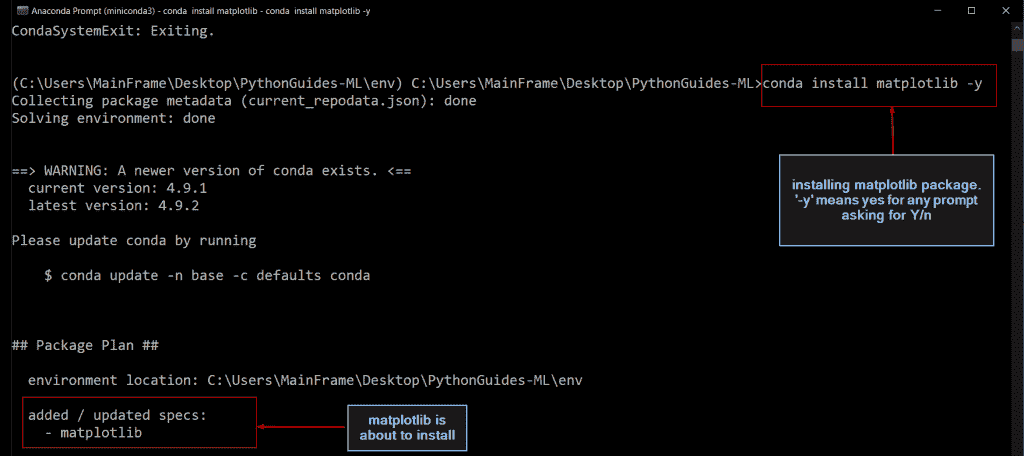 Anaconda Prompt (miniconda3) - conda  install matplotlib - conda  install matplotlib -y
CondaSystemExit: Exiting.
(C:\Users\MainFrame\Desktop\PythonGuides-ML\env) C:\Users\MainFrame\Desktop\PythonGuides-ML>conda install matplotlib -y
Collecting package metadata (current_repodata.json): done
Solving environment: done
==> WARNING: A newer version of conda exists. <==
  current version: 4.9.1
  latest version: 4.9.2
installing matplotlib package.
'-y' means yes for any prompt
asking for Y/n
Please update conda by running
    $ conda update -n base -c defaults conda
## Package Plan ##
  environment location: C:\Users\MainFrame\Desktop\PythonGuides-ML\env
  added / updated specs:
    - matplotlib
matplotlib is
about to install